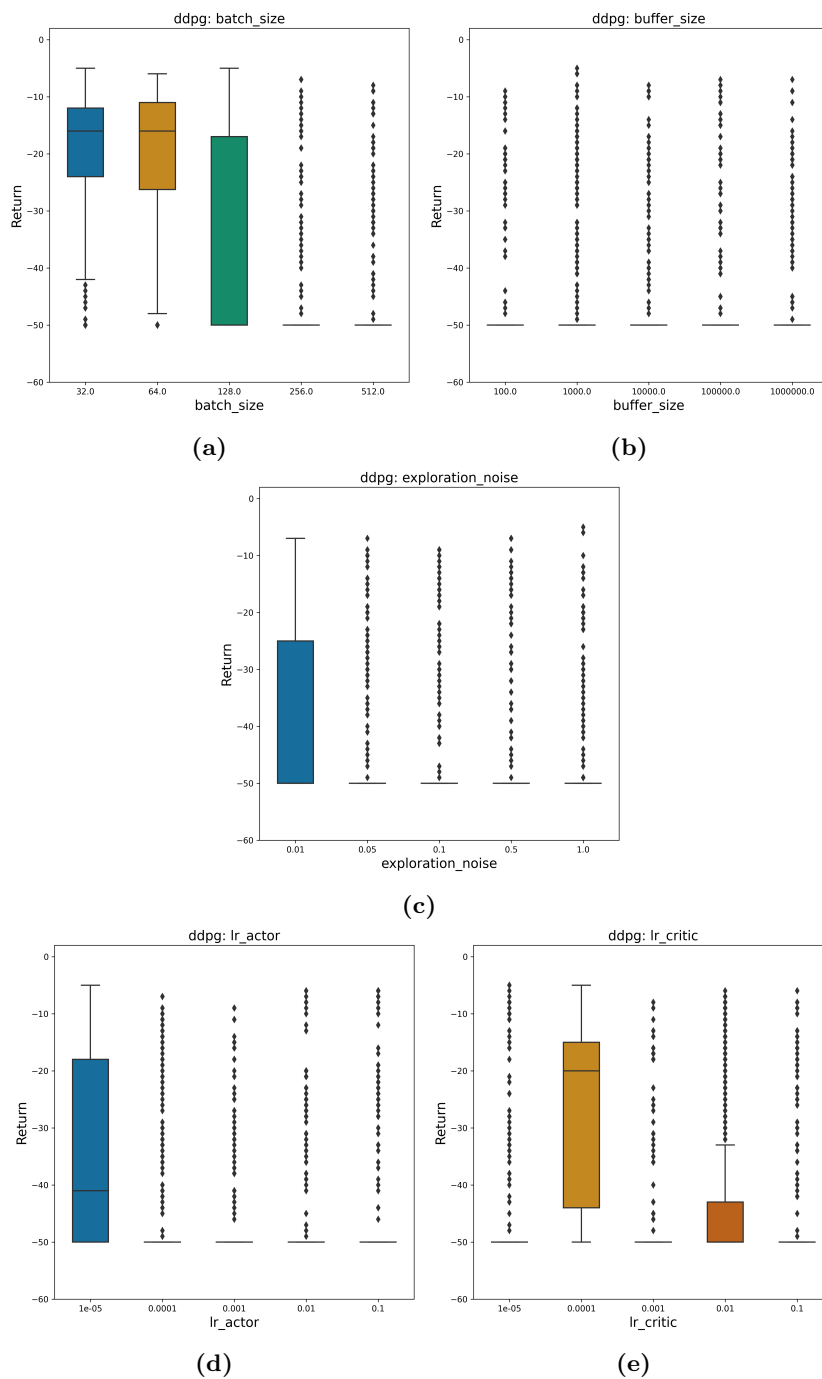 ddpg: batch_size
0
−10
−20
−30
−40
−50
−60
Return
32.0 64.0 128.0 256.0 512.0
batch_size
(a)
ddpg: buffer_size
0
−10
−20
−30
−40
−50
−60
Return
100.0 1000.0 10000.0 100000.0 1000000.0
buffer_size
(b)
ddpg: exploration_noise
0
−10
−20
−30
−40
−50
−60
Return
0.01 0.05 0.1 0.5 1.0
exploration_noise
(c)
ddpg: lr_actor
0
−10
−20
−30
−40
−50
−60
Return
1e-05 0.0001 0.001 0.01 0.1
lr_actor
(d)
ddpg: lr_critic
0
−10
−20
−30
−40
−50
−60
Return
1e-05 0.0001 0.001 0.01 0.1
lr_critic
(e)